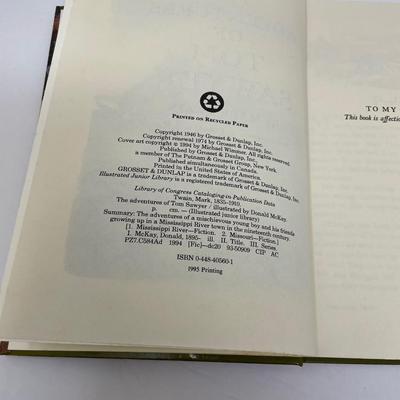 PRINTED ON RECYCLED PAPER
Copyright 1946 by Grosset & Dunlap, Inc.
Copyright renewal 1974 by Grosset & Dunlap, Inc.
Cover art copyright © 1994 by Michael Wimmer. All rights reserved.
Published by Grosset & Dunlap, Inc.,
a member of The Putnam & Grosset Group, New York.
Printed in the United States of America.
GROSSET & DUNLAP is a trademark of Grosset & Dunlap, Inc.
Illustrated Junior Library is a registered trademark of Grosset & Dunlap, Inc.
Library of Congress Cataloging-in-Publication Data
Twain, Mark, 1835-1910.
The adventures of Tom Sawyer / illustrated by Donald McKay.
p. cm. — (Illustrated junior library)
Summary: The adventures of a mischievous young boy and his friends
growing up in a Mississippi River town in the nineteenth century.
[1. Mississippi River—Fiction. 2. Missouri—Fiction.]
I. McKay, Donald, 1895- ill. II. Title. III. Series.
PZ7.C584Ad 1994 [Fic]—dc20 93-50909 CIP AC
ISBN 0-448-40560-1
1995 Printing
TO MY
This book is affection